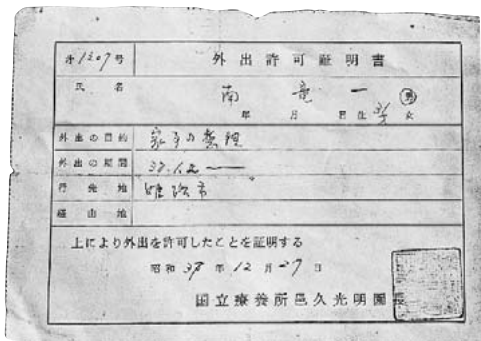 第1307号 外出許可証明書
氏名 南 竜一 男
年 月 日生 女
外出の目的 家事の整理
外出の期間 37.12
行先地 姫路市
経由地
上により外出を許可したことを証明する
昭和37年12月27日
国立療養所邑久光明園長